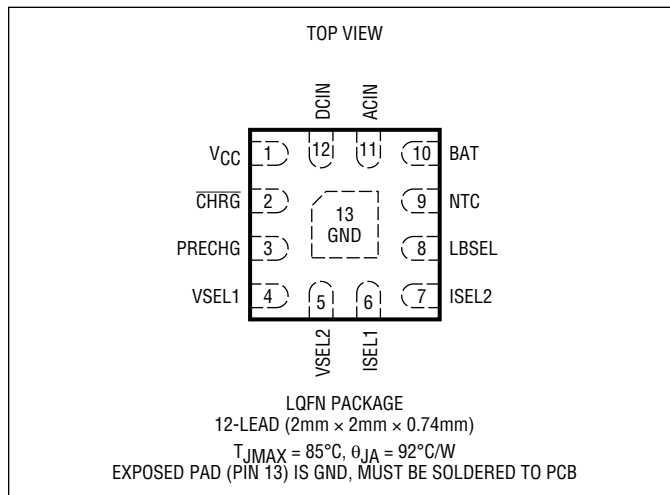 TOP VIEW
DCIN
ACIN
VCC 1 12 11 10 BAT
CHRG 2 9 NTC
13
GND
PRECHG 3 8 LBSEL
VSEL1 4 5 6 7 ISEL2
VSEL2
ISEL1
LQFN PACKAGE
12-LEAD (2mm × 2mm × 0.74mm)
TJMAX = 85°C, θJA = 92°C/W
EXPOSED PAD (PIN 13) IS GND, MUST BE SOLDERED TO PCB